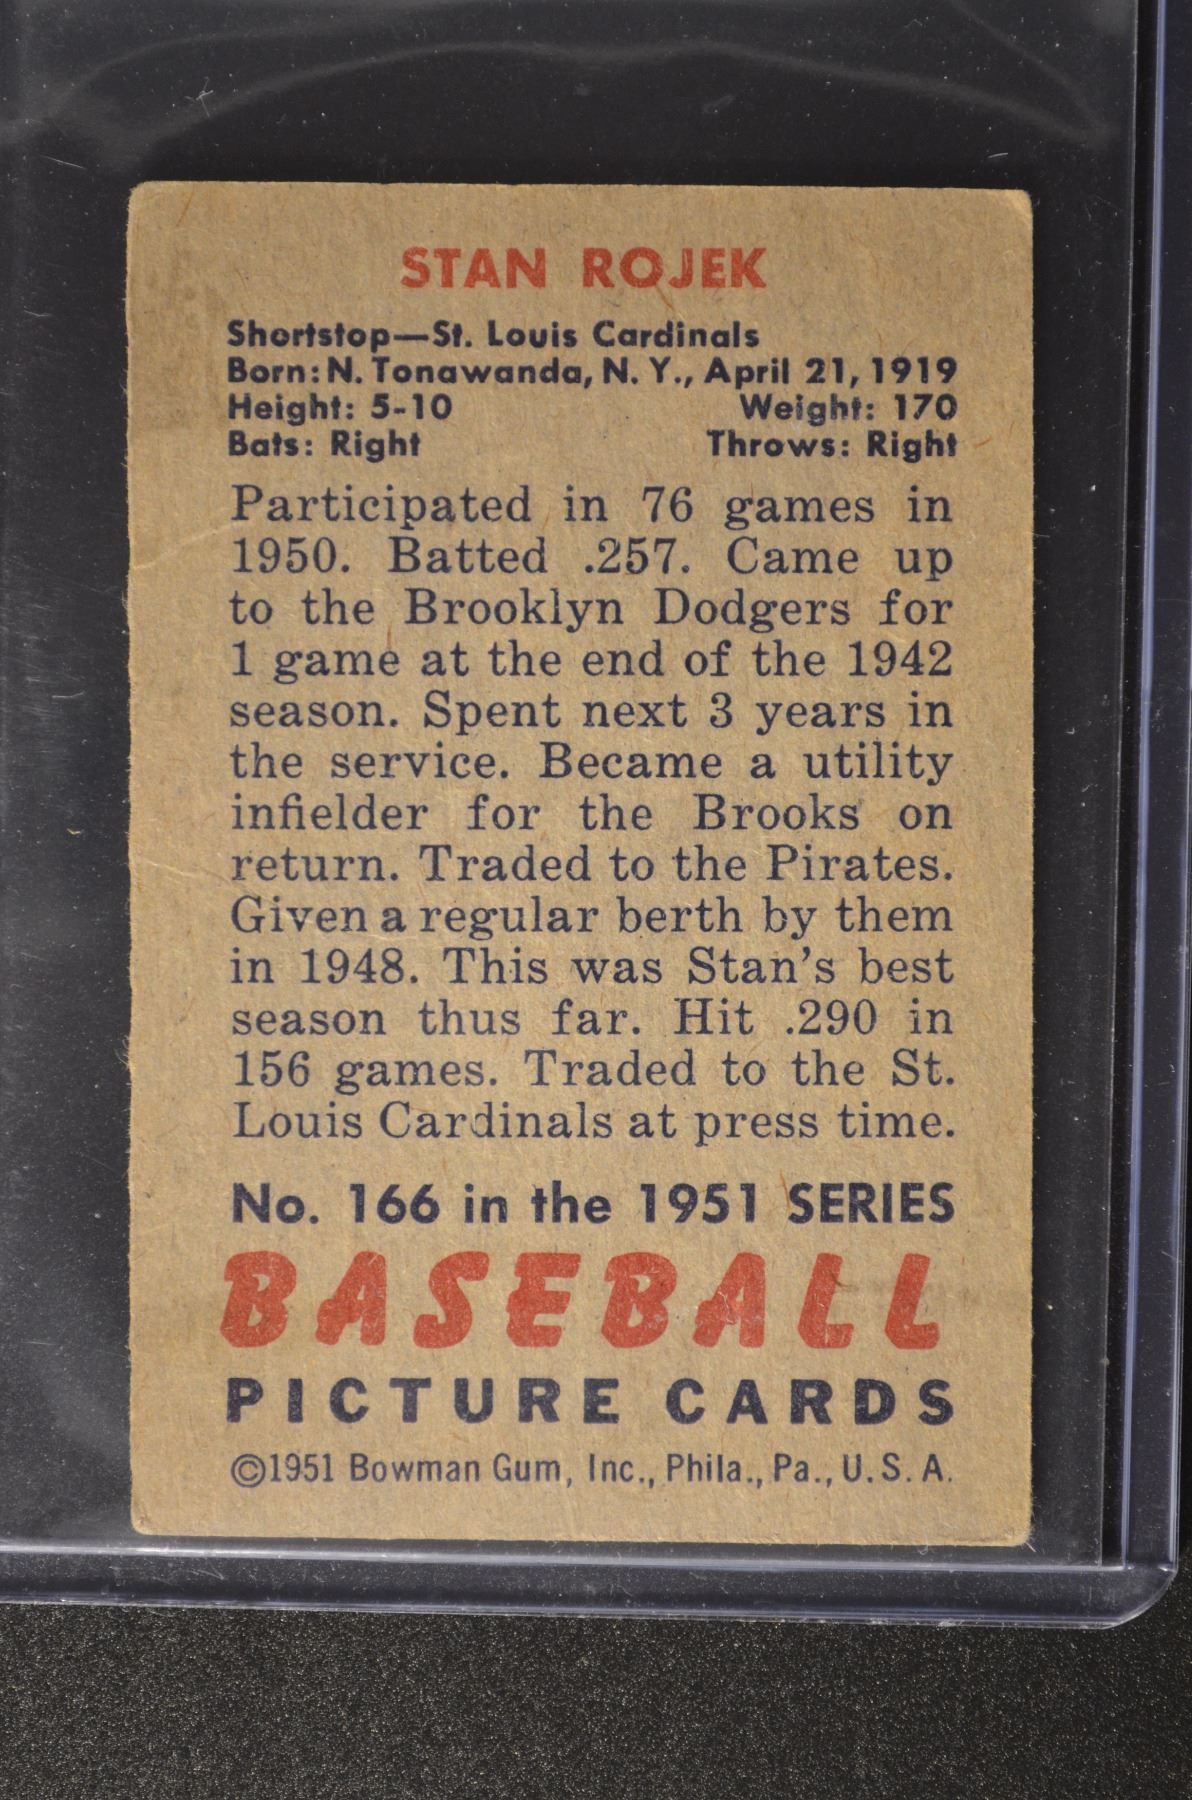 STAN ROJEK
Shortstop—St. Louis Cardinals
Born: N. Tonawanda, N. Y., April 21, 1919
Height: 5-10 Weight: 170
Bats: Right Throws: Right
Participated in 76 games in
1950. Batted .257. Came up
to the Brooklyn Dodgers for
1 game at the end of the 1942
season. Spent next 3 years in
the service. Became a utility
infielder for the Brooks on
return. Traded to the Pirates.
Given a regular berth by them
in 1948. This was Stan's best
season thus far. Hit .290 in
156 games. Traded to the St.
Louis Cardinals at press time.
No. 166 in the 1951 SERIES
BASEBALL
PICTURE CARDS
©1951 Bowman Gum, Inc., Phila., Pa., U. S. A.